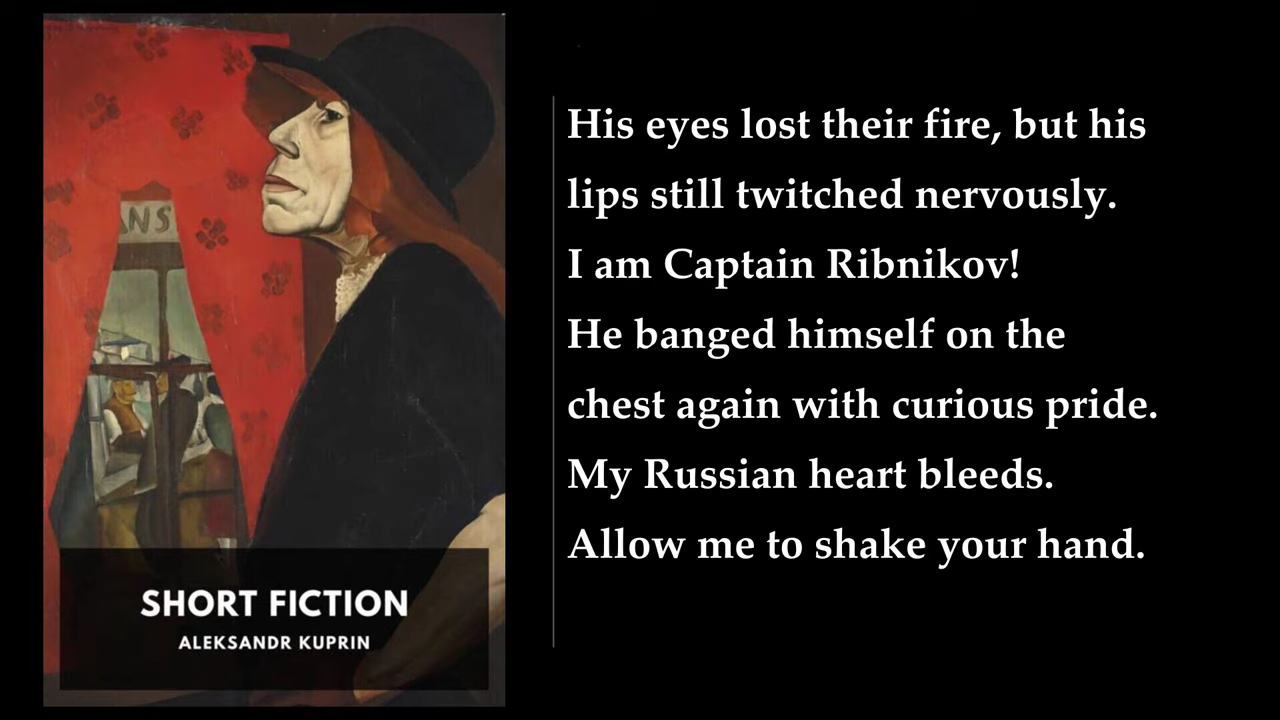 ANS
SHORT FICTION
ALEKSANDR KUPRIN
His eyes lost their fire, but his
lips still twitched nervously.
I am Captain Ribnikov!
He banged himself on the
chest again with curious pride.
My Russian heart bleeds.
Allow me to shake your hand.